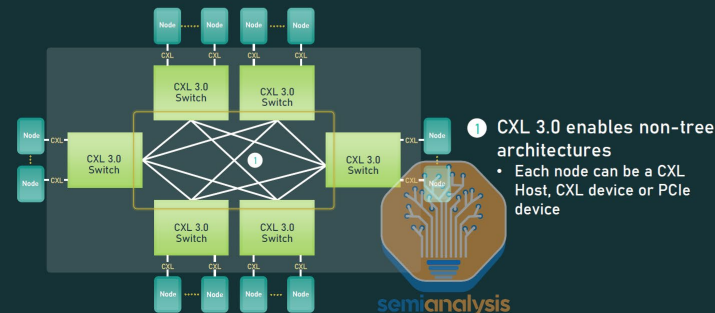 Node ...... Node Node ...... Node
CXL CXL CXL CXL
CXL 3.0
Switch
CXL 3.0
Switch
Node
CXL
CXL
Node
CXL 3.0
Switch
1
CXL 3.0
Switch
CXL
CXL
Node
Node
CXL 3.0
Switch
CXL 3.0
Switch
CXL CXL CXL CXL
Node ...... Node Node ...... Node
1 CXL 3.0 enables non-tree
architectures
• Each node can be a CXL
Host, CXL device or PCIe
device
semianalysis